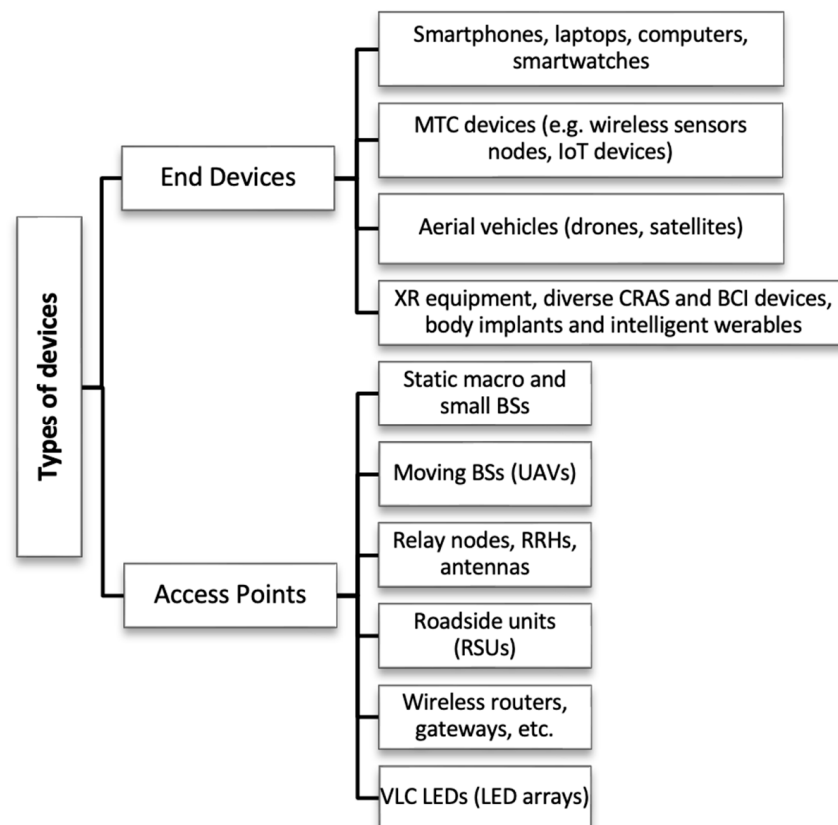 Types of devices
End Devices
Smartphones, laptops, computers,
smartwatches
MTC devices (e.g. wireless sensors
nodes, IoT devices)
Aerial vehicles (drones, satellites)
XR equipment, diverse CRAS and BCI devices,
body implants and intelligent werables
Access Points
Static macro and
small BSs
Moving BSs (UAVs)
Relay nodes, RRHs,
antennas
Roadside units
(RSUs)
Wireless routers,
gateways, etc.
VLC LEDs (LED arrays)